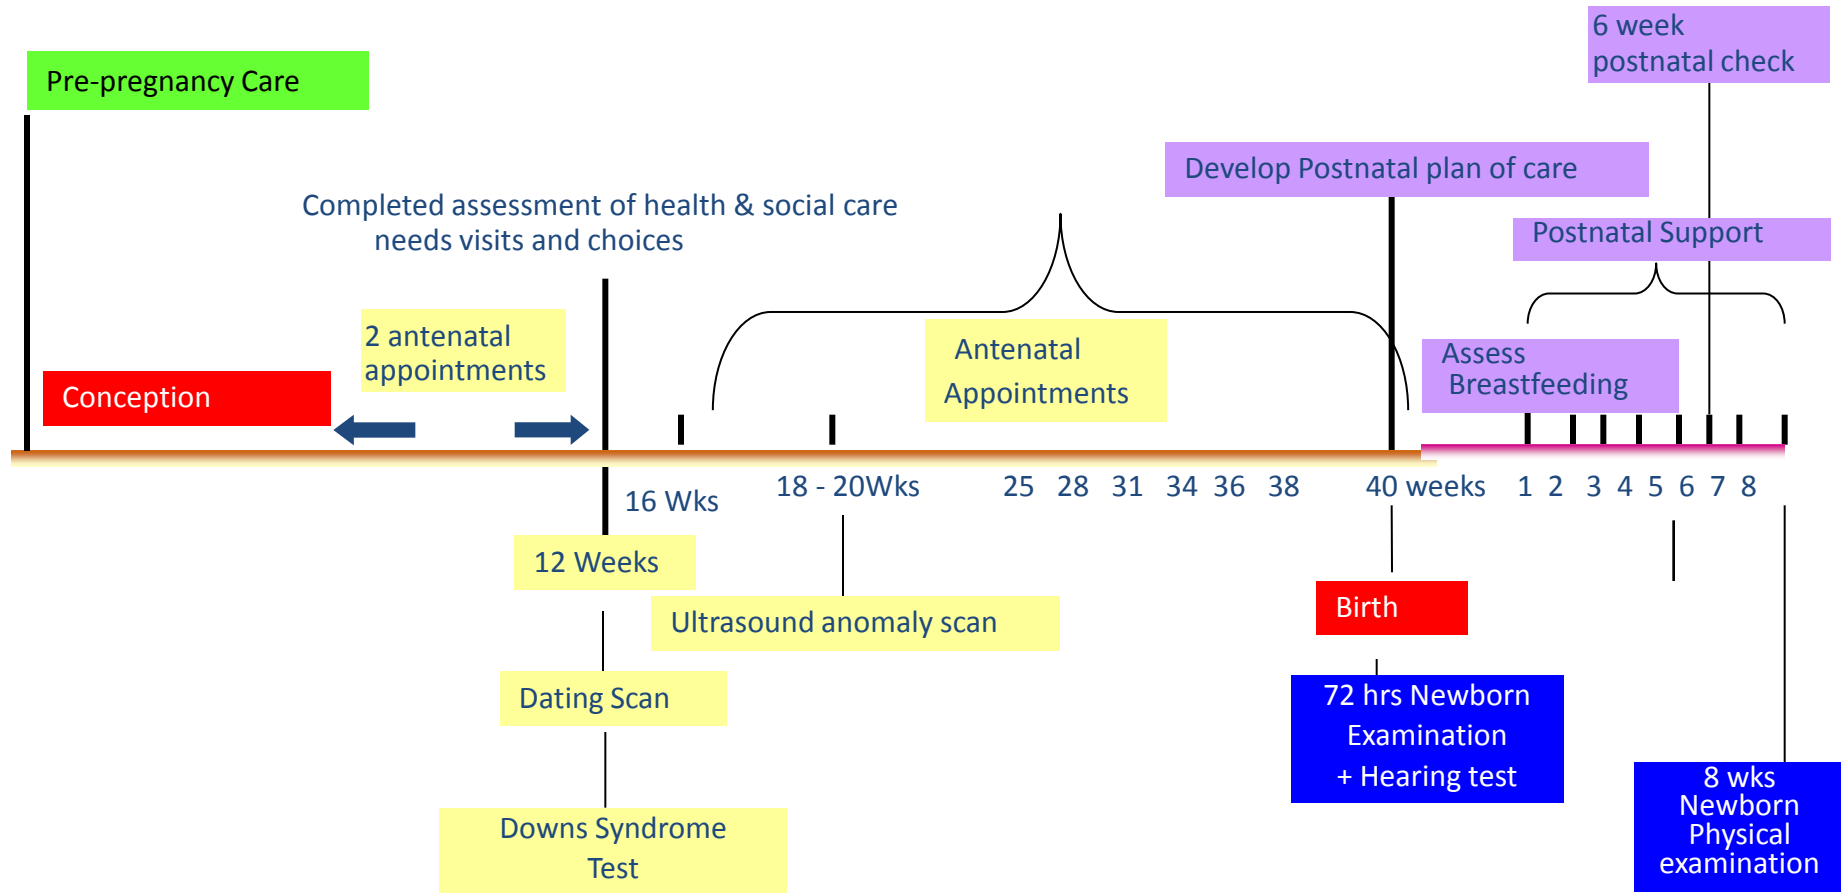 6 week
postnatal check
Pre-pregnancy Care
Develop Postnatal plan of care
Completed assessment of health & social care
needs visits and choices
Postnatal Support
2 antenatal
appointments
Antenatal
Appointments
Assess
Breastfeeding
Conception
16 Wks
18 - 20Wks
25 28 31 34 36 38
40 weeks
1 2 3 4 5 6 7 8
12 Weeks
Ultrasound anomaly scan
Birth
Dating Scan
72 hrs Newborn
Examination
+ Hearing test
Downs Syndrome
Test
8 wks
Newborn
Physical
examination